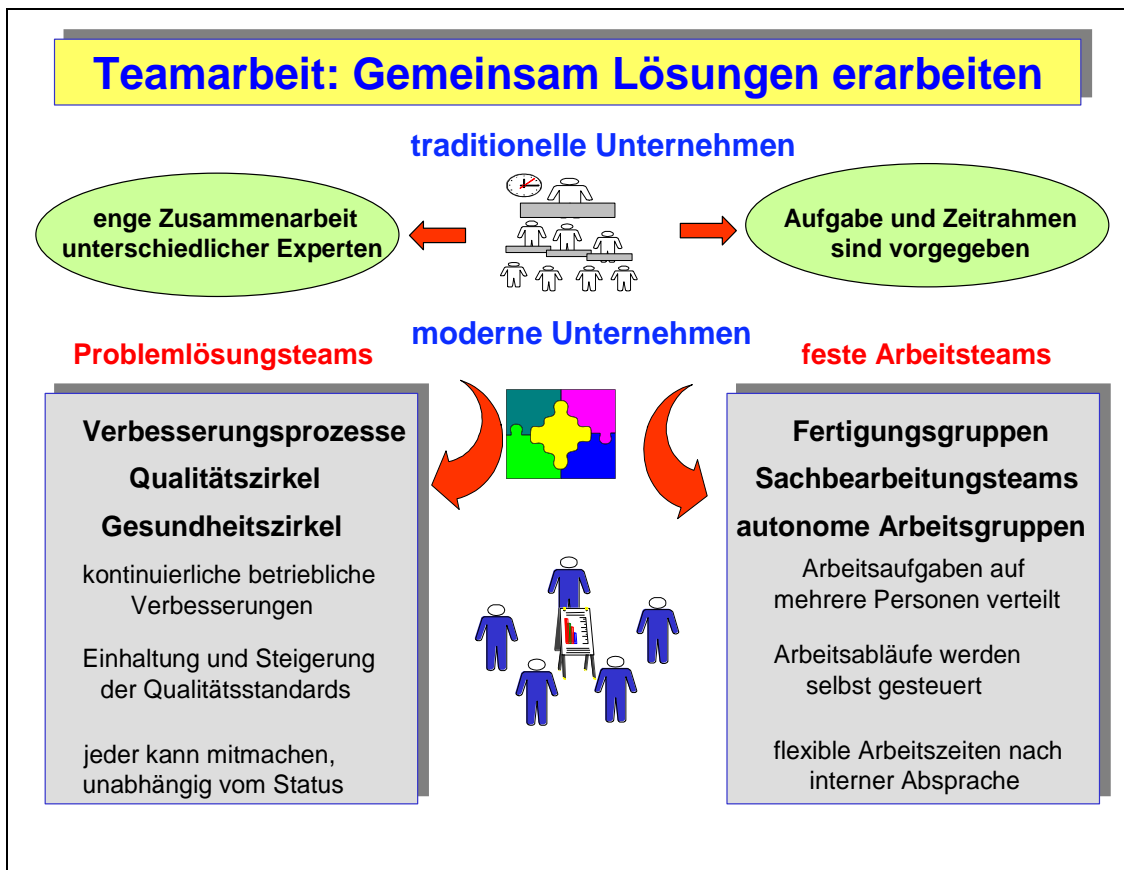 Teamarbeit: Gemeinsam Lösungen erarbeiten
traditionelle Unternehmen
enge Zusammenarbeit
unterschiedlicher Experten
Aufgabe und Zeitrahmen
sind vorgegeben
moderne Unternehmen
Problemlösungsteams
Verbesserungsprozesse
Qualitätszirkel
Gesundheitszirkel
kontinuierliche betriebliche
Verbesserungen
Einhaltung und Steigerung
der Qualitätsstandards
jeder kann mitmachen,
unabhängig vom Status
feste Arbeitsteams
Fertigungsgruppen
Sachbearbeitungsteams
autonome Arbeitsgruppen
Arbeitsaufgaben auf
mehrere Personen verteilt
Arbeitsabläufe werden
selbst gesteuert
flexible Arbeitszeiten nach
interner Absprache